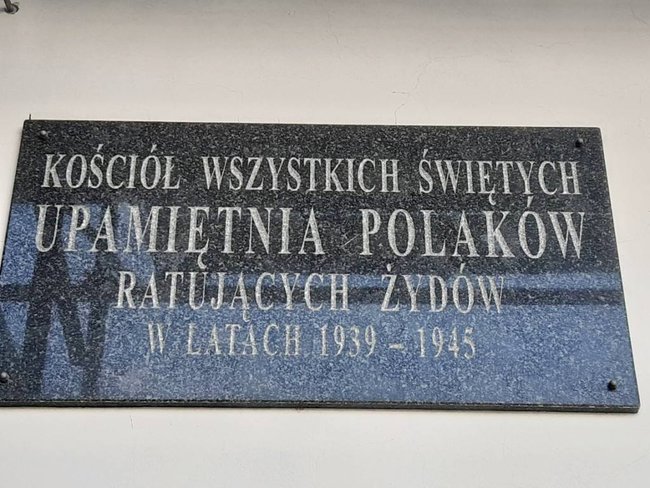 KOŚCIÓŁ WSZYSTKICH ŚWIĘTYCH
UPAMIĘTNIA POLAKÓW
RATUJĄCYCH ŻYDÓW
W LATACH 1939 – 1945